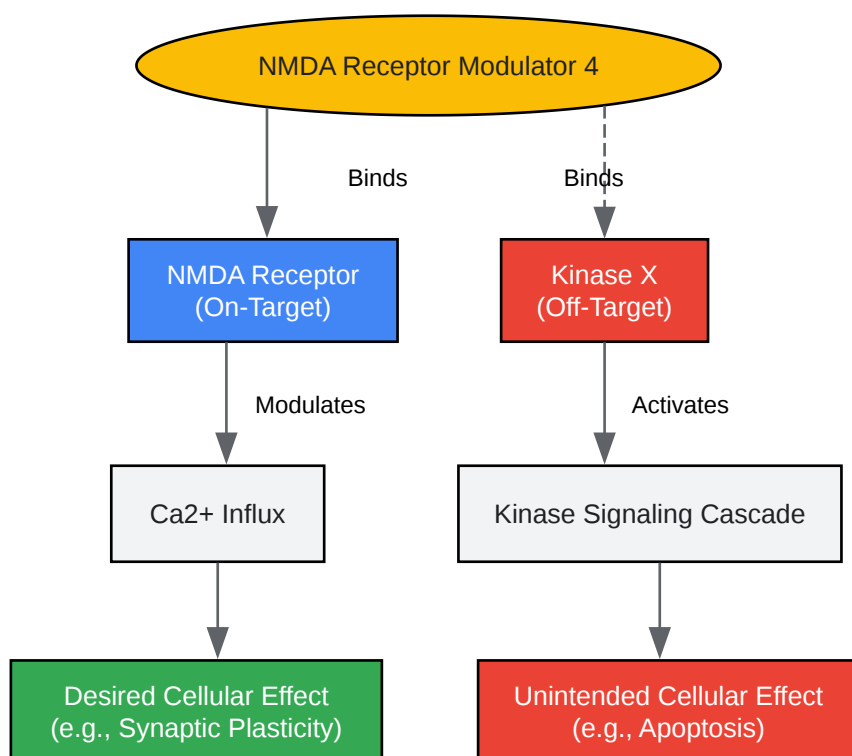 NMDA Receptor Modulator 4
Binds
Binds
NMDA Receptor
(On-Target)
Kinase X
(Off-Target)
Modulates
Activates
Ca2+ Influx
Kinase Signaling Cascade
Desired Cellular Effect
(e.g., Synaptic Plasticity)
Unintended Cellular Effect
(e.g., Apoptosis)